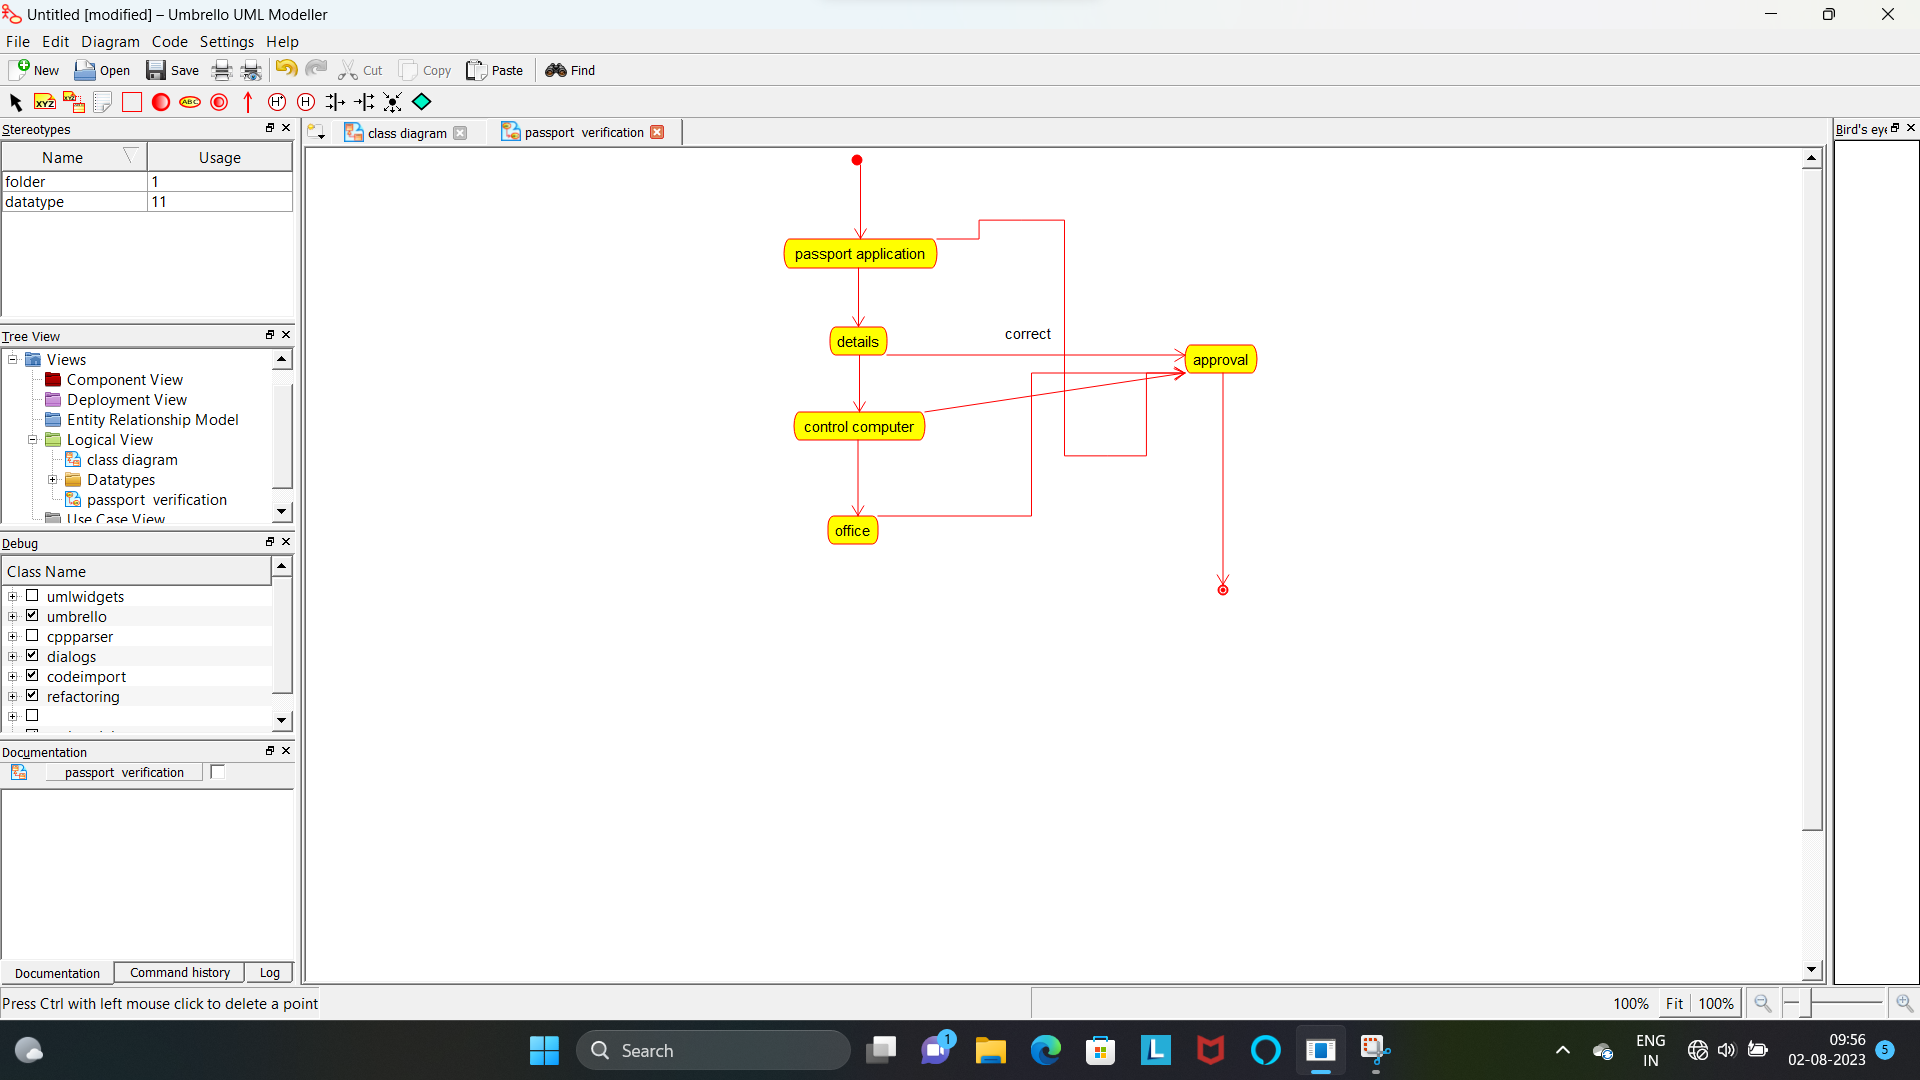 Untitled [modified] – Umbrello UML Modeller
File Edit Diagram Code Settings Help
New Open Save Cut Copy Paste Find
XYZ XYZ ABC H* H
Stereotypes
Name Usage
folder 1
datatype 11
Tree View
Views
Component View
Deployment View
Entity Relationship Model
Logical View
class diagram
Datatypes
passport verification
Use Case View
Debug
Class Name
umlwidgets
umbrello
cppparser
dialogs
codeimport
refactoring
Documentation
passport verification
Documentation Command history Log
class diagram passport verification
passport application
details
correct
approval
control computer
office
Bird's eye
Press Ctrl with left mouse click to delete a point
100% Fit 100%
Search
1
L
ENG
IN
09:56
02-08-2023
5